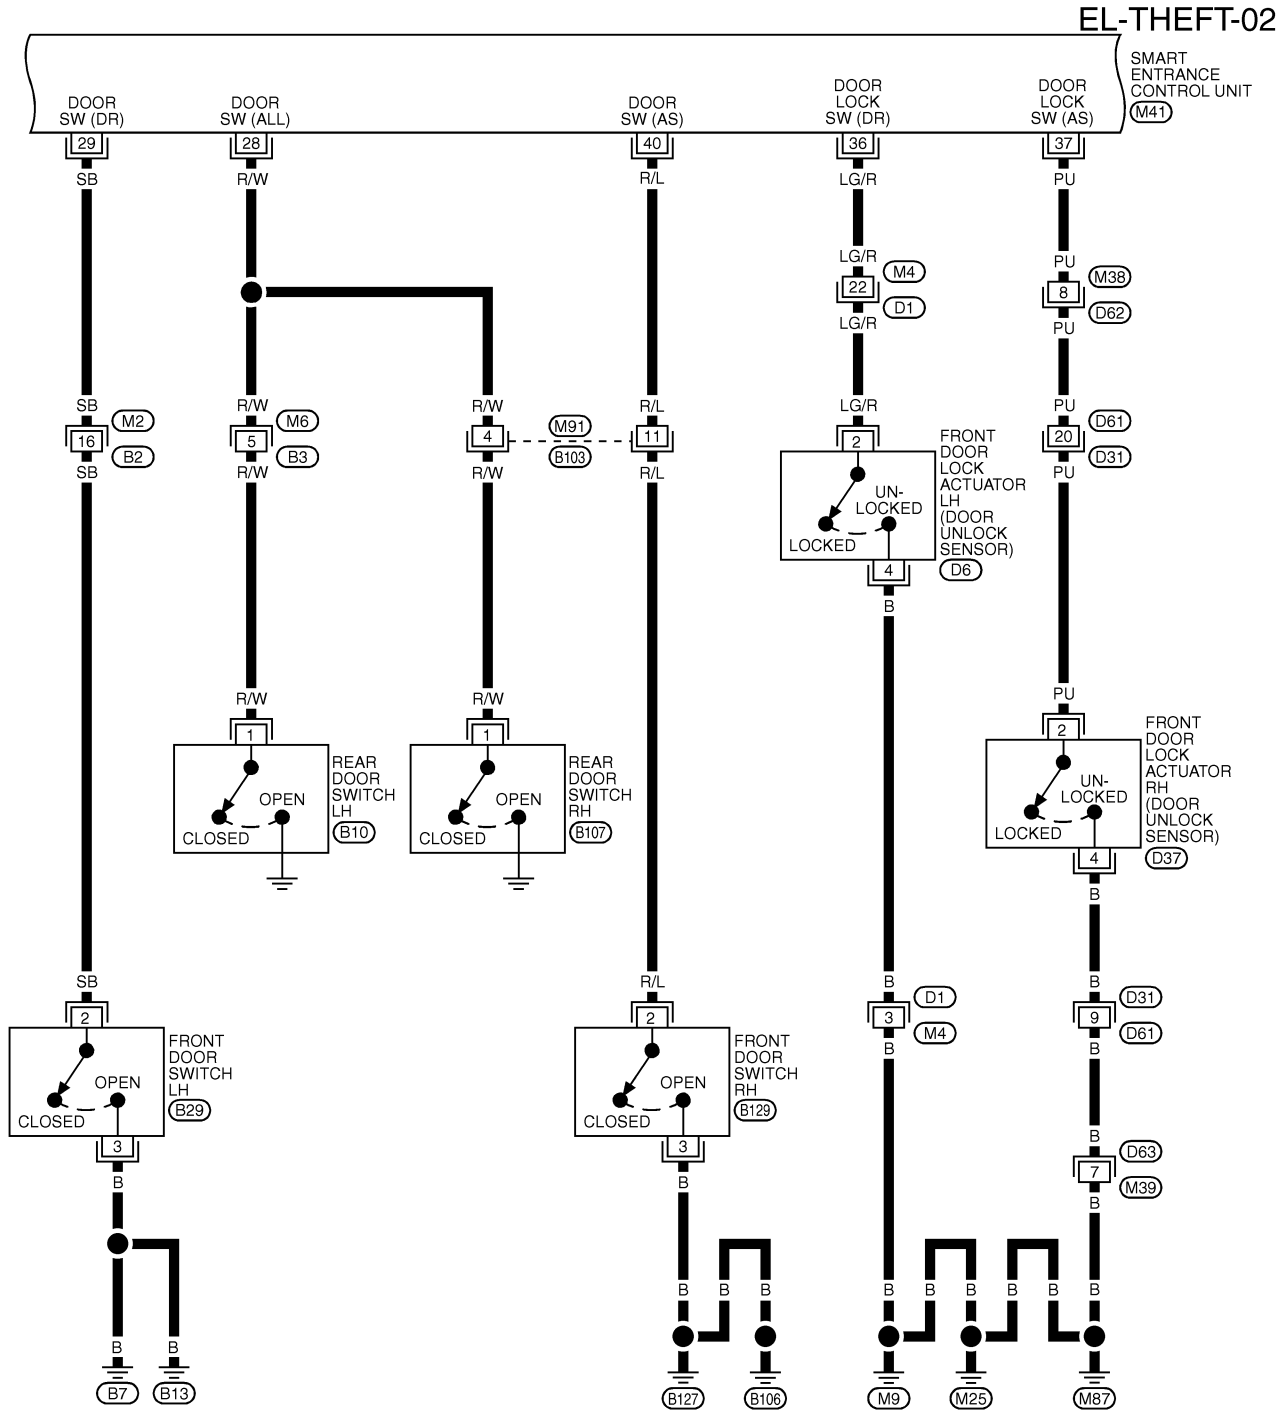 EL-THEFT-02
SMART
ENTRANCE
CONTROL UNIT
M41
DOOR
SW (DR)
DOOR
SW (ALL)
DOOR
SW (AS)
DOOR
LOCK
SW (DR)
DOOR
LOCK
SW (AS)
29
28
40
36
37
SB
R/W
R/L
LG/R
PU
LG/R
PU
22
M4
D1
8
M38
D62
LG/R
PU
SB
R/W
R/W
R/L
LG/R
PU
16
M2
B2
5
M6
B3
4
M91
B103
11
20
D61
D31
SB
R/W
R/W
R/L
PU
2
UN-
LOCKED
LOCKED
4
FRONT
DOOR
LOCK
ACTUATOR
LH
(DOOR
UNLOCK
SENSOR)
D6
B
R/W
R/W
PU
1
OPEN
CLOSED
REAR
DOOR
SWITCH
LH
B10
1
OPEN
CLOSED
REAR
DOOR
SWITCH
RH
B107
2
UN-
LOCKED
LOCKED
4
FRONT
DOOR
LOCK
ACTUATOR
RH
(DOOR
UNLOCK
SENSOR)
D37
B
SB
R/L
B
B
2
OPEN
CLOSED
3
FRONT
DOOR
SWITCH
LH
B29
2
OPEN
CLOSED
3
FRONT
DOOR
SWITCH
RH
B129
3
D1
M4
9
D31
D61
B
B
B
7
D63
M39
B
B
B
B
B
B
B
B
B
B
B
B
B
B
B7
B13
B127
B106
M9
M25
M87